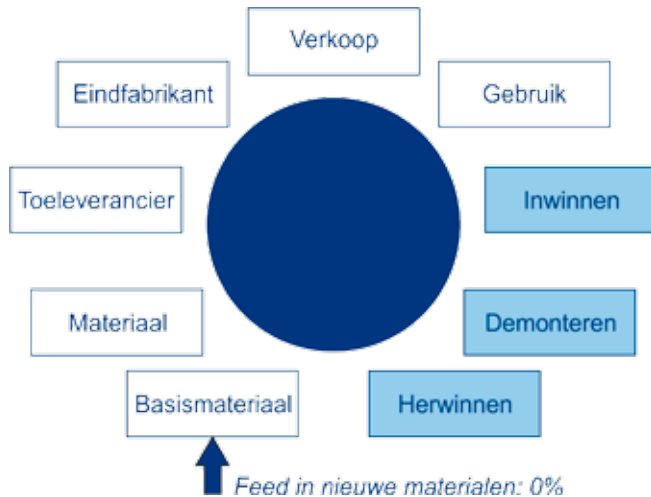 Verkoop
Eindfabrikant
Gebruik
Toeleverancier
Inwinnen
Materiaal
Demonteren
Basismateriaal
Herwinnen
Feed in nieuwe materialen: 0%